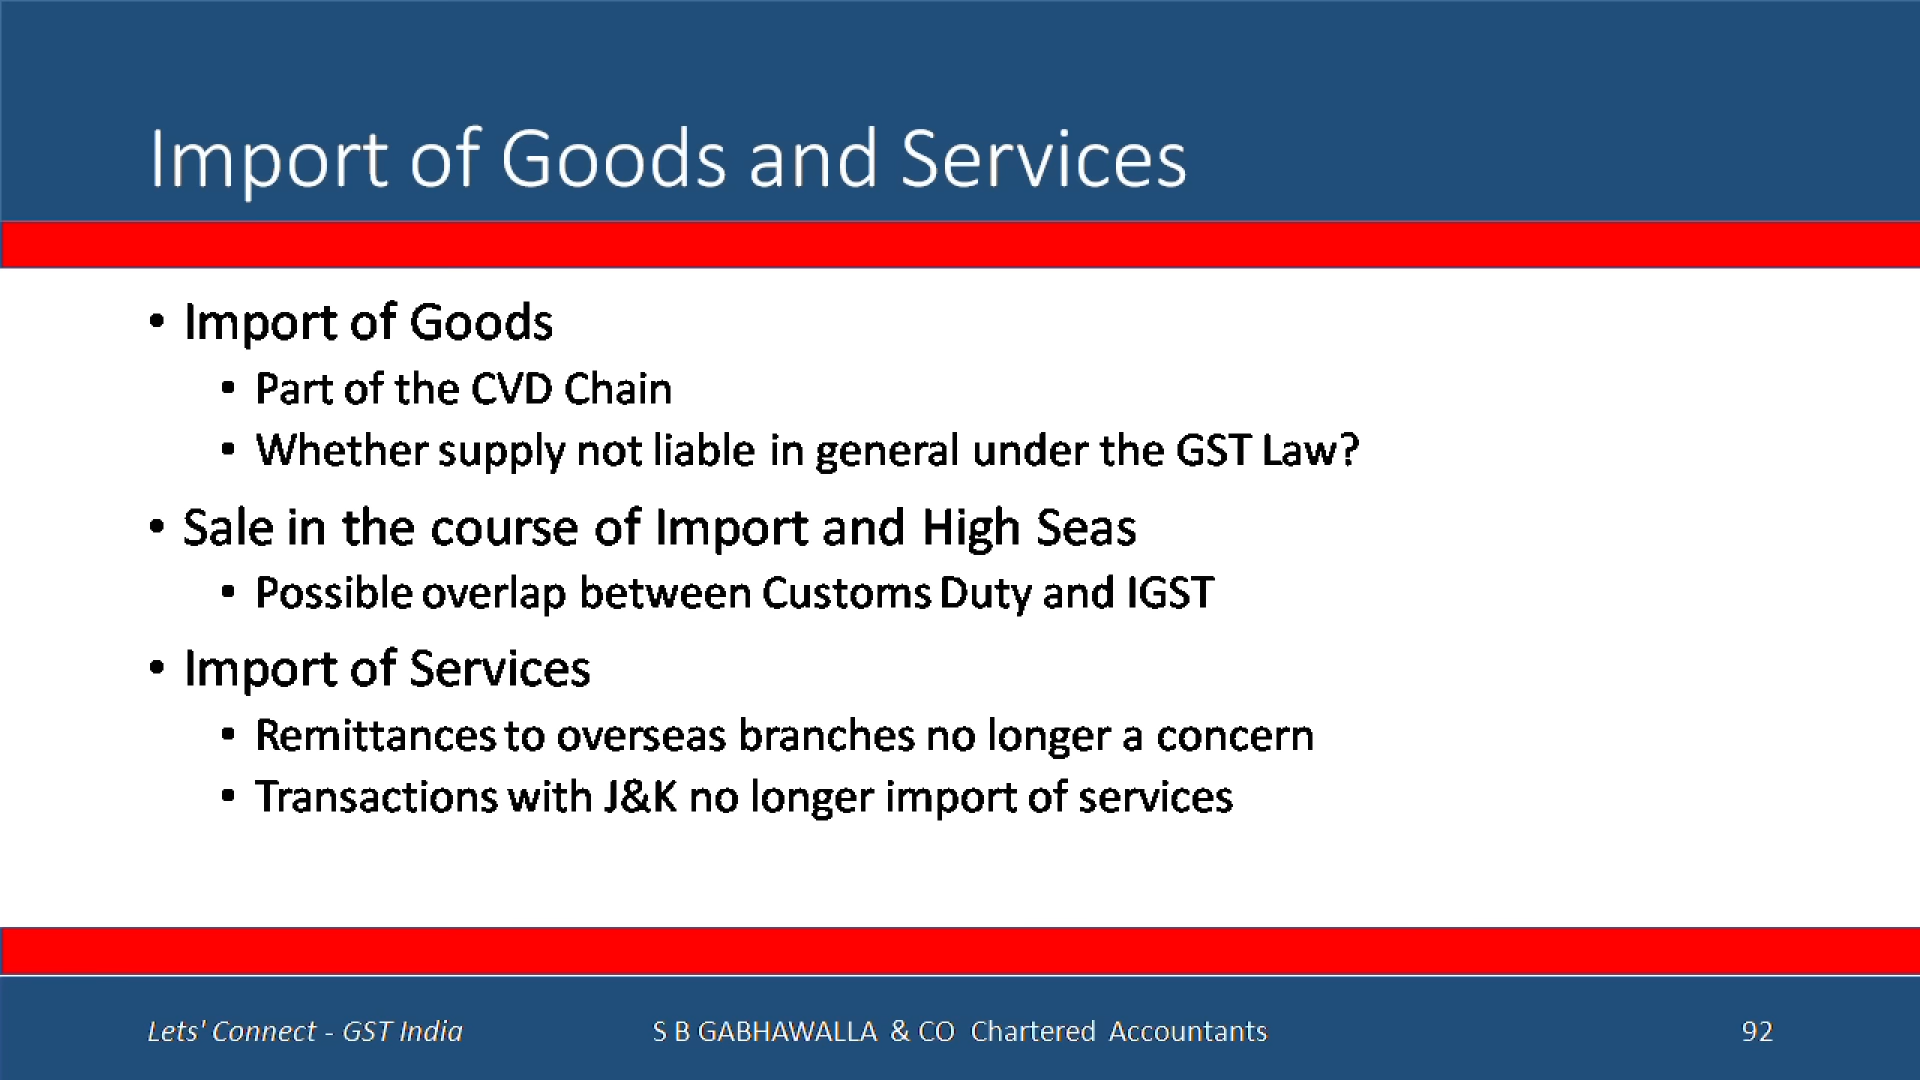 Import of Goods and Services
• Import of Goods
• Part of the CVD Chain
• Whether supply not liable in general under the GST Law?
• Sale in the course of Import and High Seas
• Possible overlap between Customs Duty and IGST
• Import of Services
• Remittances to overseas branches no longer a concern
• Transactions with J&K no longer import of services
Lets' Connect - GST India
S B GABHAWALLA & CO Chartered Accountants
92